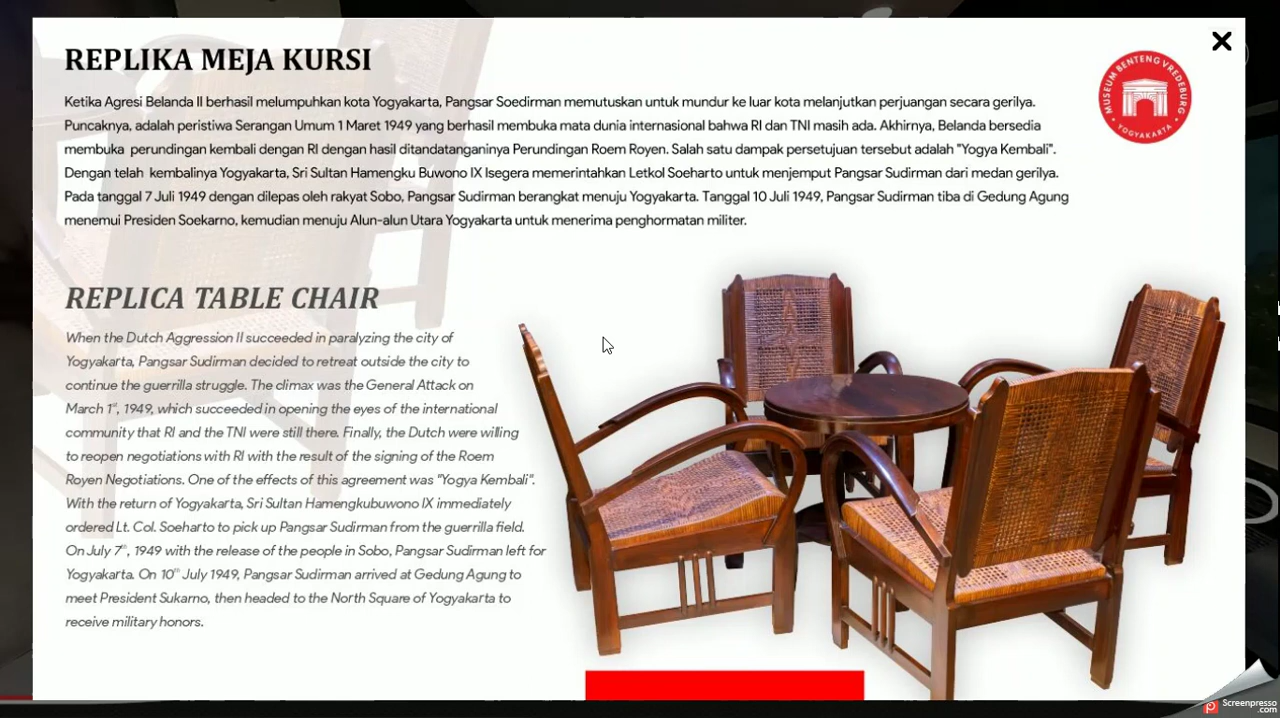 REPLIKA MEJA KURSI
Ketika Agresi Belanda II berhasil melumpuhkan kota Yogyakarta, Pangsar Soedirman memutuskan untuk mundur ke luar kota melanjutkan perjuangan secara gerilya.
Puncaknya, adalah peristiwa Serangan Umum 1 Maret 1949 yang berhasil membuka mata dunia internasional bahwa RI dan TNI masih ada. Akhirnya, Belanda bersedia
membuka perundingan kembali dengan RI dengan hasil ditandatanganinya Perundingan Roem Royen. Salah satu dampak persetujuan tersebut adalah "Yogya Kembali".
Dengan telah kembalinya Yogyakarta, Sri Sultan Hamengku Buwono IX Isegera memerintahkan Letkol Soeharto untuk menjemput Pangsar Sudirman dari medan gerilya.
Pada tanggal 7 Juli 1949 dengan dilepas oleh rakyat Sobo, Pangsar Sudirman berangkat menuju Yogyakarta. Tanggal 10 Juli 1949, Pangsar Sudirman tiba di Gedung Agung
menemui Presiden Soekarno, kemudian menuju Alun-alun Utara Yogyakarta untuk menerima penghormatan militer.
MUSEUM BENTENG VREDEBURG
YOGYAKARTA
REPLICA TABLE CHAIR
When the Dutch Aggression II succeeded in paralyzing the city of
Yogyakarta, Pangsar Sudirman decided to retreat outside the city to
continue the guerrilla struggle. The climax was the General Attack on
March 1st, 1949, which succeeded in opening the eyes of the international
community that RI and the TNI were still there. Finally, the Dutch were willing
to reopen negotiations with RI with the result of the signing of the Roem
Royen Negotiations. One of the effects of this agreement was "Yogya Kembali".
With the return of Yogyakarta, Sri Sultan Hamengkubuwono IX immediately
ordered Lt. Col. Soeharto to pick up Pangsar Sudirman from the guerrilla field.
On July 7th, 1949 with the release of the people in Sobo, Pangsar Sudirman left for
Yogyakarta. On 10th July 1949, Pangsar Sudirman arrived at Gedung Agung to
meet President Sukarno, then headed to the North Square of Yogyakarta to
receive military honors.
Screenpresso
.com